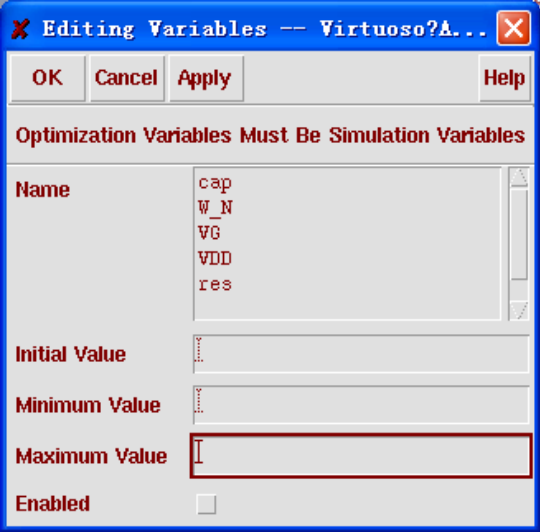 Editing Variables -- Virtuoso?A...
OK Cancel Apply Help
Optimization Variables Must Be Simulation Variables
Name
cap
W_N
VG
VDD
res
Initial Value
Minimum Value
Maximum Value
Enabled